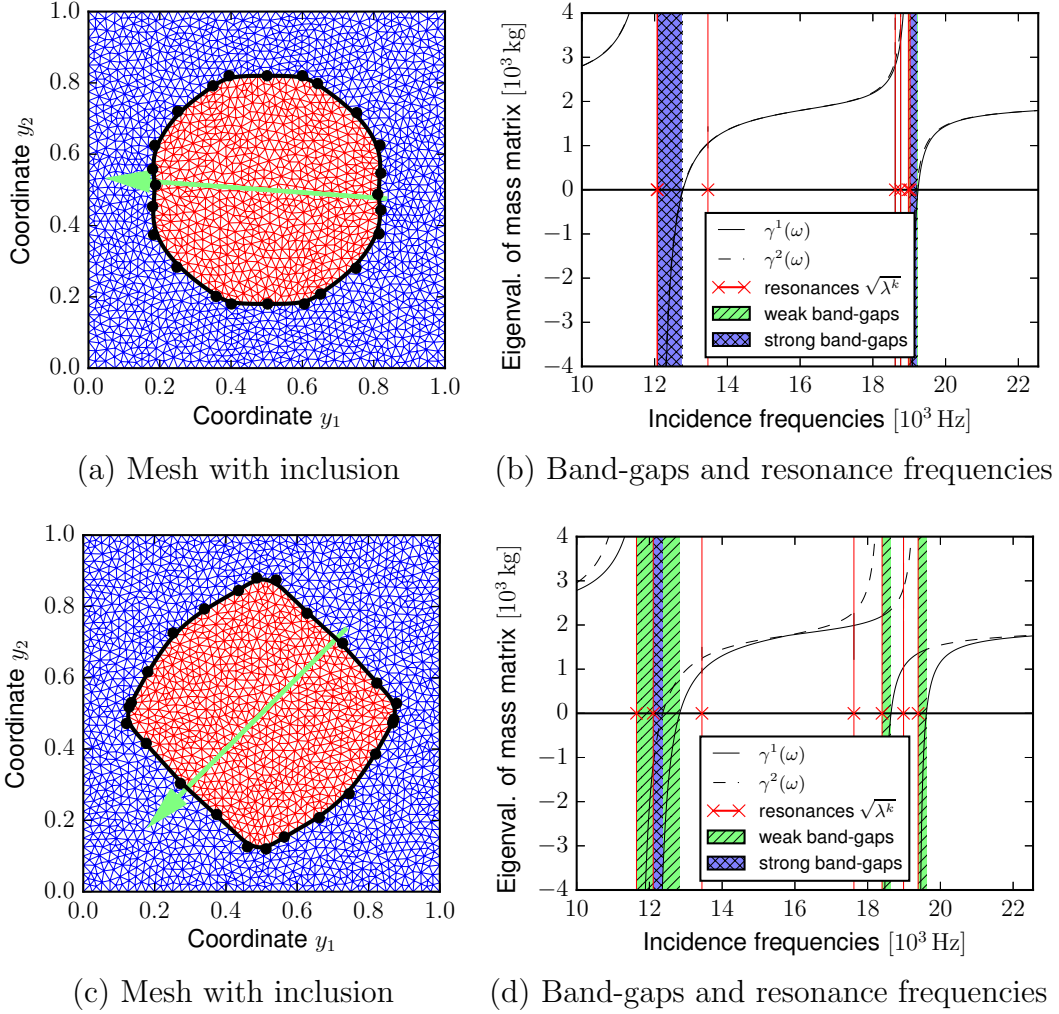 1.0
0.8
0.6
0.4
0.2
0.0
0.0 0.2 0.4 0.6 0.8 1.0
Coordinate y₂
Coordinate y₁
(a) Mesh with inclusion
4
3
2
1
0
−1
−2
−3
−4
10 12 14 16 18 20 22
Eigenval. of mass matrix [10³ kg]
Incidence frequencies [10³ Hz]
γ¹(ω)
γ²(ω)
resonances √λᵏ
weak band-gaps
strong band-gaps
(b) Band-gaps and resonance frequencies
1.0
0.8
0.6
0.4
0.2
0.0
0.0 0.2 0.4 0.6 0.8 1.0
Coordinate y₂
Coordinate y₁
(c) Mesh with inclusion
4
3
2
1
0
−1
−2
−3
−4
10 12 14 16 18 20 22
Eigenval. of mass matrix [10³ kg]
Incidence frequencies [10³ Hz]
γ¹(ω)
γ²(ω)
resonances √λᵏ
weak band-gaps
strong band-gaps
(d) Band-gaps and resonance frequencies